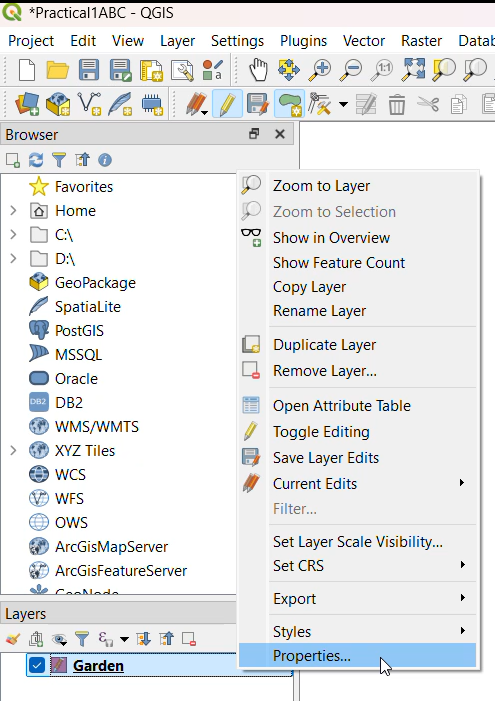 *Practical1ABC - QGIS
Project Edit View Layer Settings Plugins Vector Raster Datab
1:1
Browser
Favorites
Home
C:\
D:\
GeoPackage
SpatiaLite
PostGIS
MSSQL
Oracle
DB2 DB2
WMS/WMTS
XYZ Tiles
WCS
WFS
OWS
ArcGisMapServer
ArcGisFeatureServer
GeoNode
Layers
Garden
Zoom to Layer
Zoom to Selection
Show in Overview
Show Feature Count
Copy Layer
Rename Layer
Duplicate Layer
Remove Layer...
Open Attribute Table
Toggle Editing
Save Layer Edits
Current Edits
Filter...
Set Layer Scale Visibility...
Set CRS
Export
Styles
Properties...